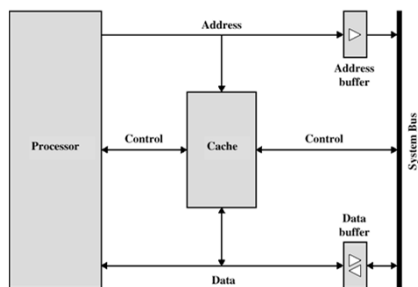 Address
Address
buffer
Processor
Control
Cache
Control
System Bus
Data
buffer
Data